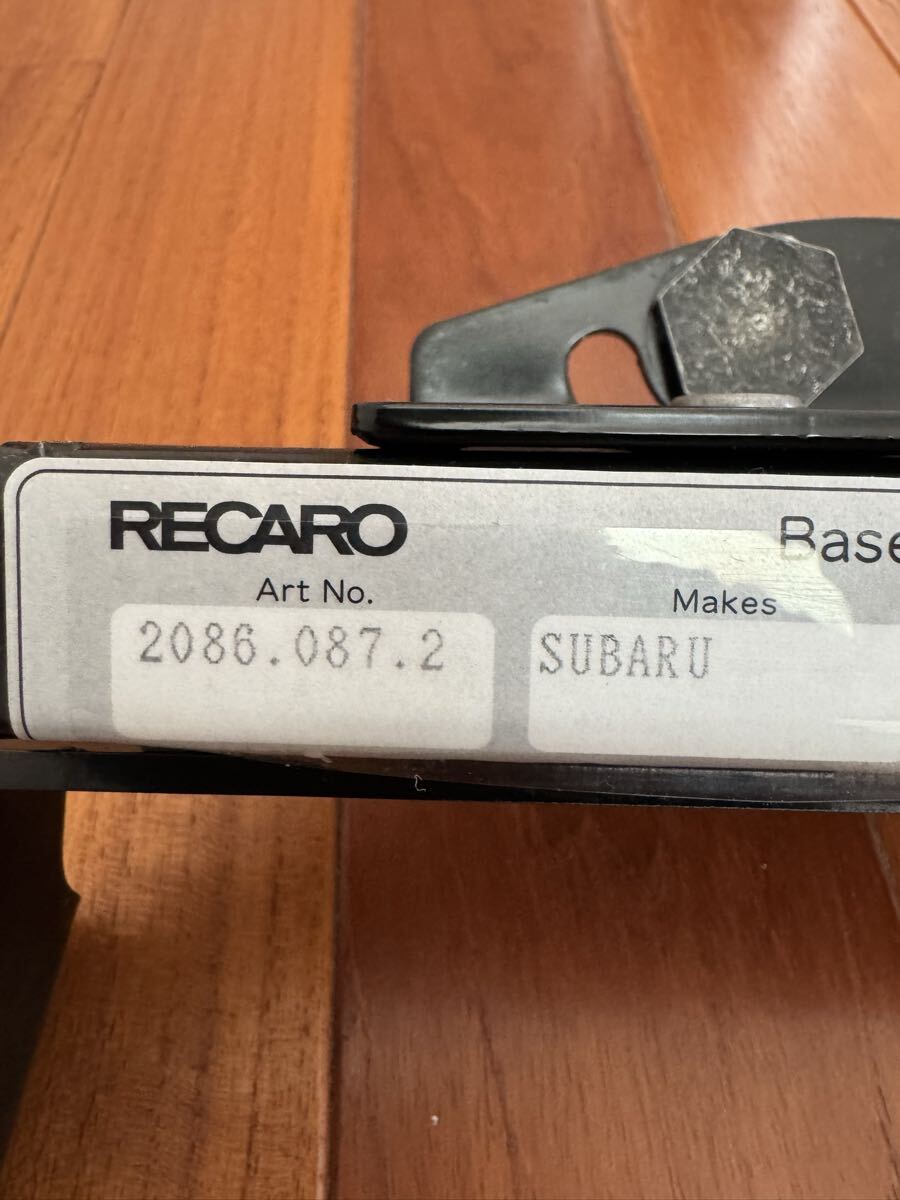 RECARO
Base
Art No.
Makes
2086.087.2
SUBARU